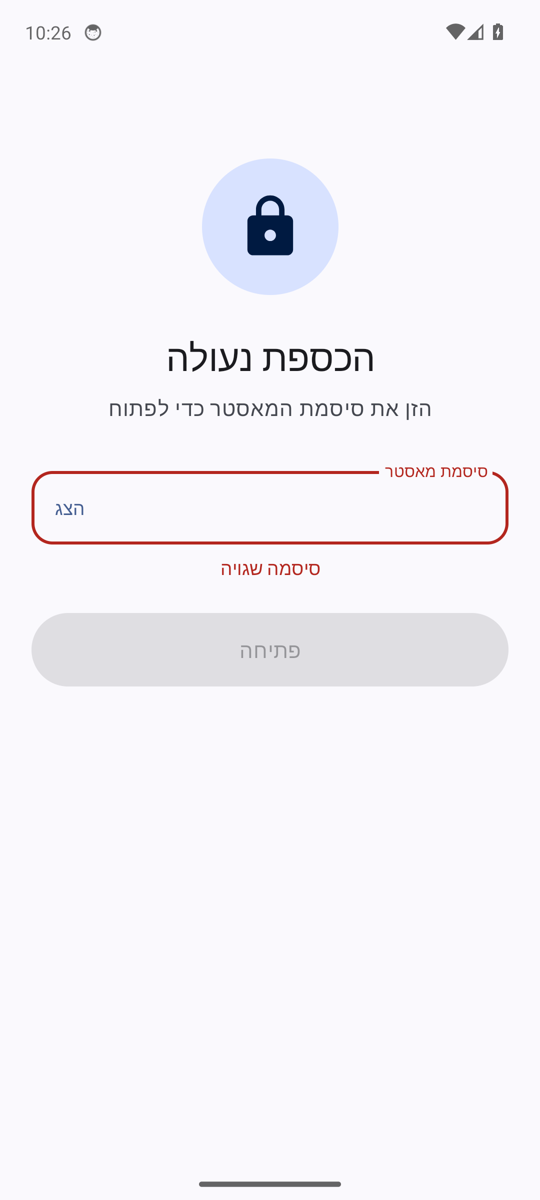 10:26
הכספת נעולה
הזן את סיסמת המאסטר כדי לפתוח
סיסמת מאסטר
הצג
סיסמה שגויה
פתיחה